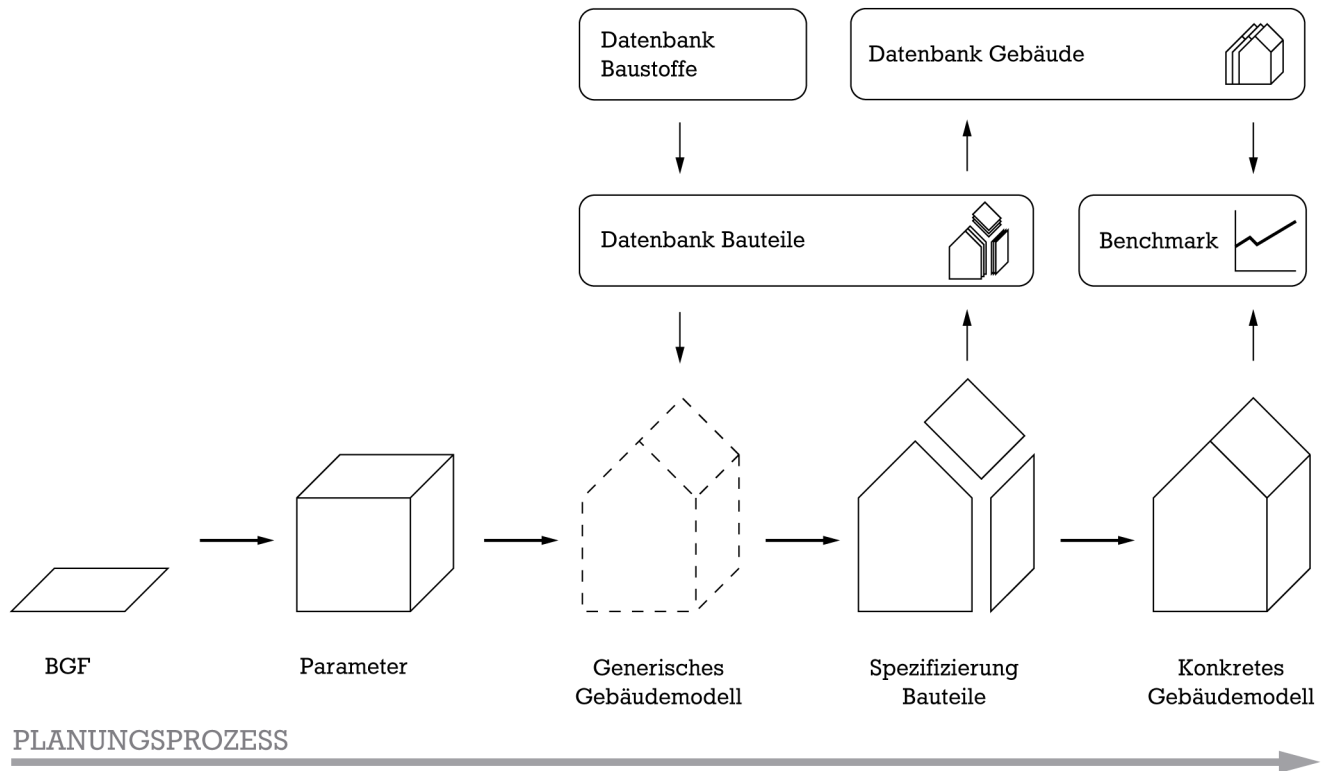 Datenbank
Baustoffe
Datenbank Gebäude
Datenbank Bauteile
Benchmark
BGF
Parameter
Generisches
Gebäudemodell
Spezifizierung
Bauteile
Konkretes
Gebäudemodell
PLANUNGSPROZESS